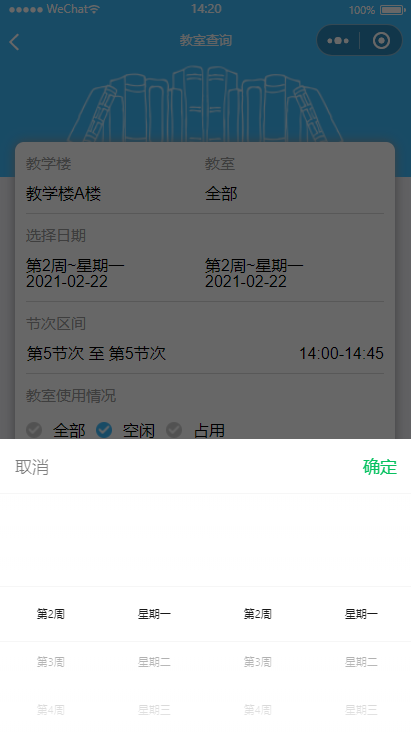 WeChat 14:20 100%
教室查询
教学楼 教室
教学楼A楼 全部
选择日期
第2周~星期一 第2周~星期一
2021-02-22 2021-02-22
节次区间
第5节次 至 第5节次 14:00-14:45
教室使用情况
全部 空闲 占用
取消 确定
第2周 星期一 第2周 星期一
第3周 星期二 第3周 星期二
第4周 星期三 第4周 星期三